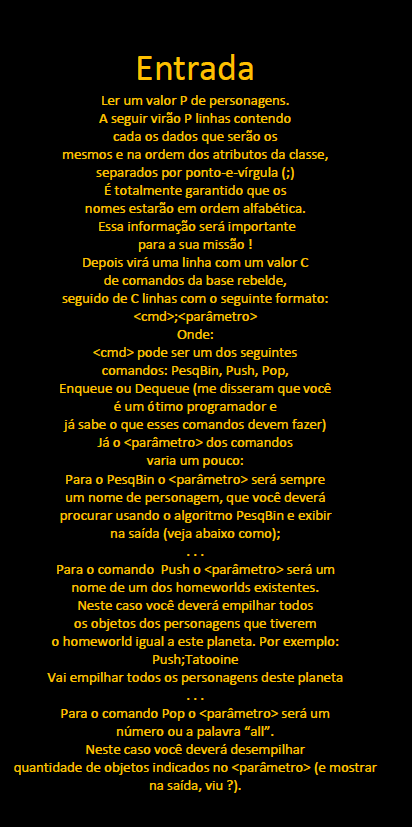 Entrada
Ler um valor P de personagens.
A seguir virão P linhas contendo
cada os dados que serão os
mesmos e na ordem dos atributos da classe,
separados por ponto-e-vírgula (;)
É totalmente garantido que os
nomes estarão em ordem alfabética.
Essa informação será importante
para a sua missão !
Depois virá uma linha com um valor C
de comandos da base rebelde,
seguido de C linhas com o seguinte formato:
<cmd>;<parâmetro>
Onde:
<cmd> pode ser um dos seguintes
comandos: PesqBin, Push, Pop,
Enqueue ou Dequeue (me disseram que você
é um ótimo programador e
já sabe o que esses comandos devem fazer)
Já o <parâmetro> dos comandos
varia um pouco:
Para o PesqBin o <parâmetro> será sempre
um nome de personagem, que você deverá
procurar usando o algoritmo PesqBin e exibir
na saída (veja abaixo como);
. . .
Para o comando  Push o <parâmetro> será um
nome de um dos homeworlds existentes.
Neste caso você deverá empilhar todos
os objetos dos personagens que tiverem
o homeworld igual a este planeta. Por exemplo:
Push;Tatooine
Vai empilhar todos os personagens deste planeta
. . .
Para o comando Pop o <parâmetro> será um
número ou a palavra “all”.
Neste caso você deverá desempilhar
quantidade de objetos indicados no <parâmetro> (e mostrar
na saída, viu ?).